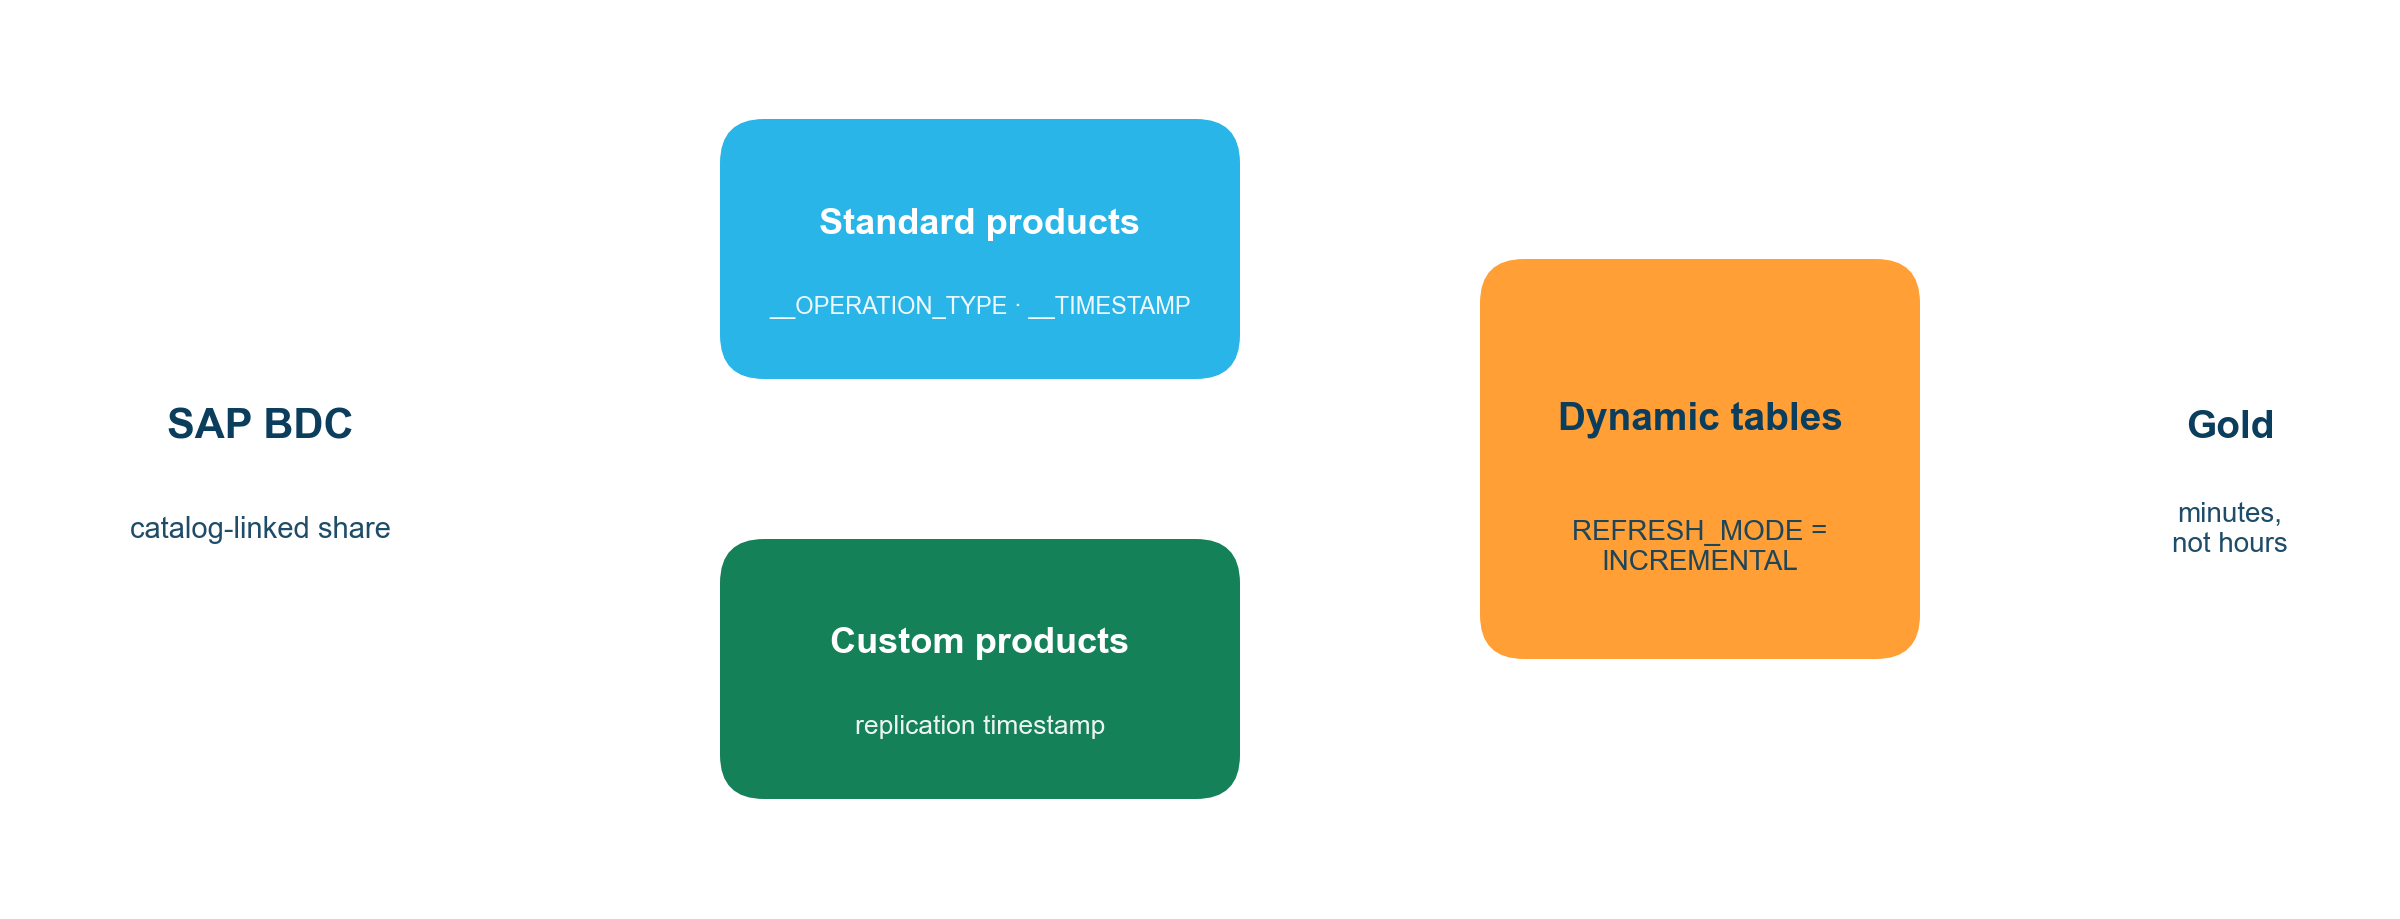 SAP BDC
catalog-linked share
Standard products
__OPERATION_TYPE · __TIMESTAMP
Custom products
replication timestamp
Dynamic tables
REFRESH_MODE =
INCREMENTAL
Gold
minutes,
not hours